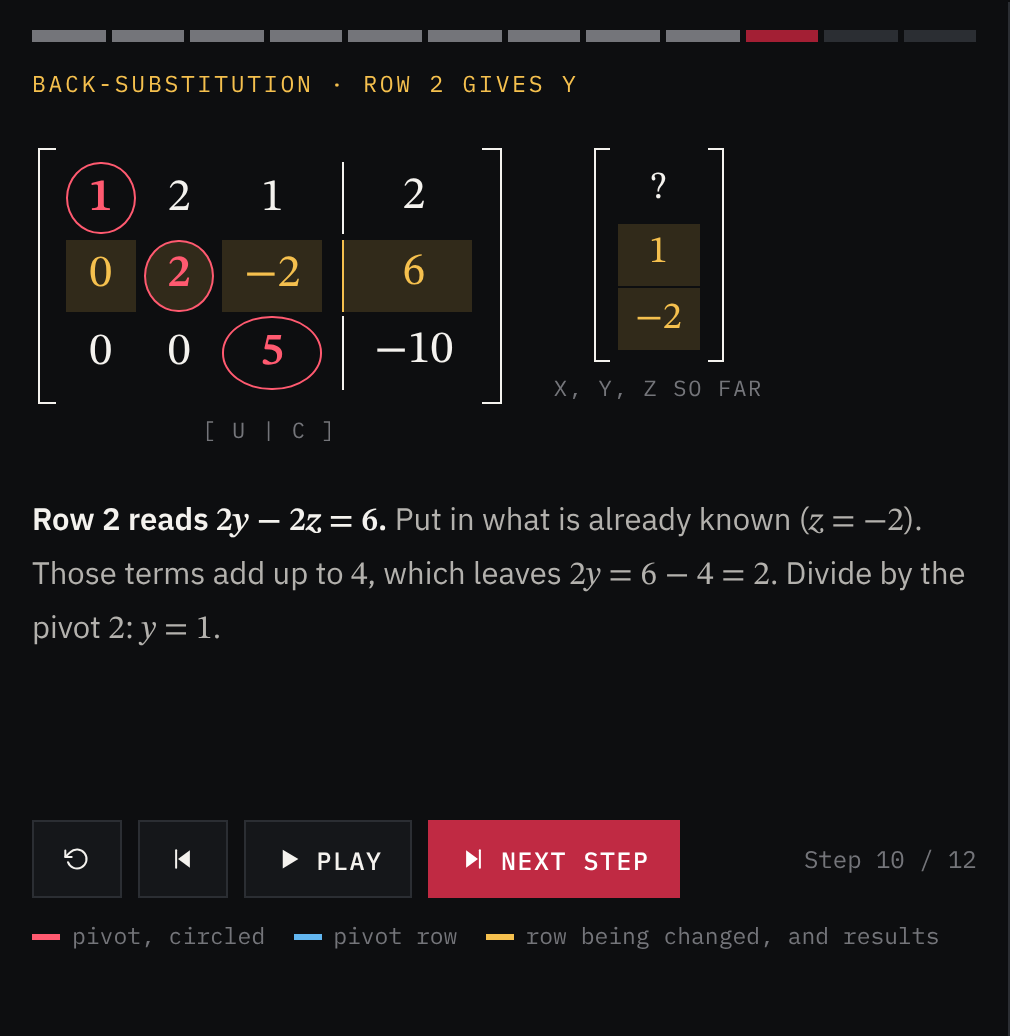 BACK-SUBSTITUTION · ROW 2 GIVES Y
1 2 1 2
0 2 −2 6
0 0 5 −10
[ U | C ]
?
1
−2
X, Y, Z SO FAR
Row 2 reads 2y − 2z = 6. Put in what is already known (z = −2).
Those terms add up to 4, which leaves 2y = 6 − 4 = 2. Divide by the
pivot 2: y = 1.
PLAY NEXT STEP Step 10 / 12
pivot, circled pivot row row being changed, and results